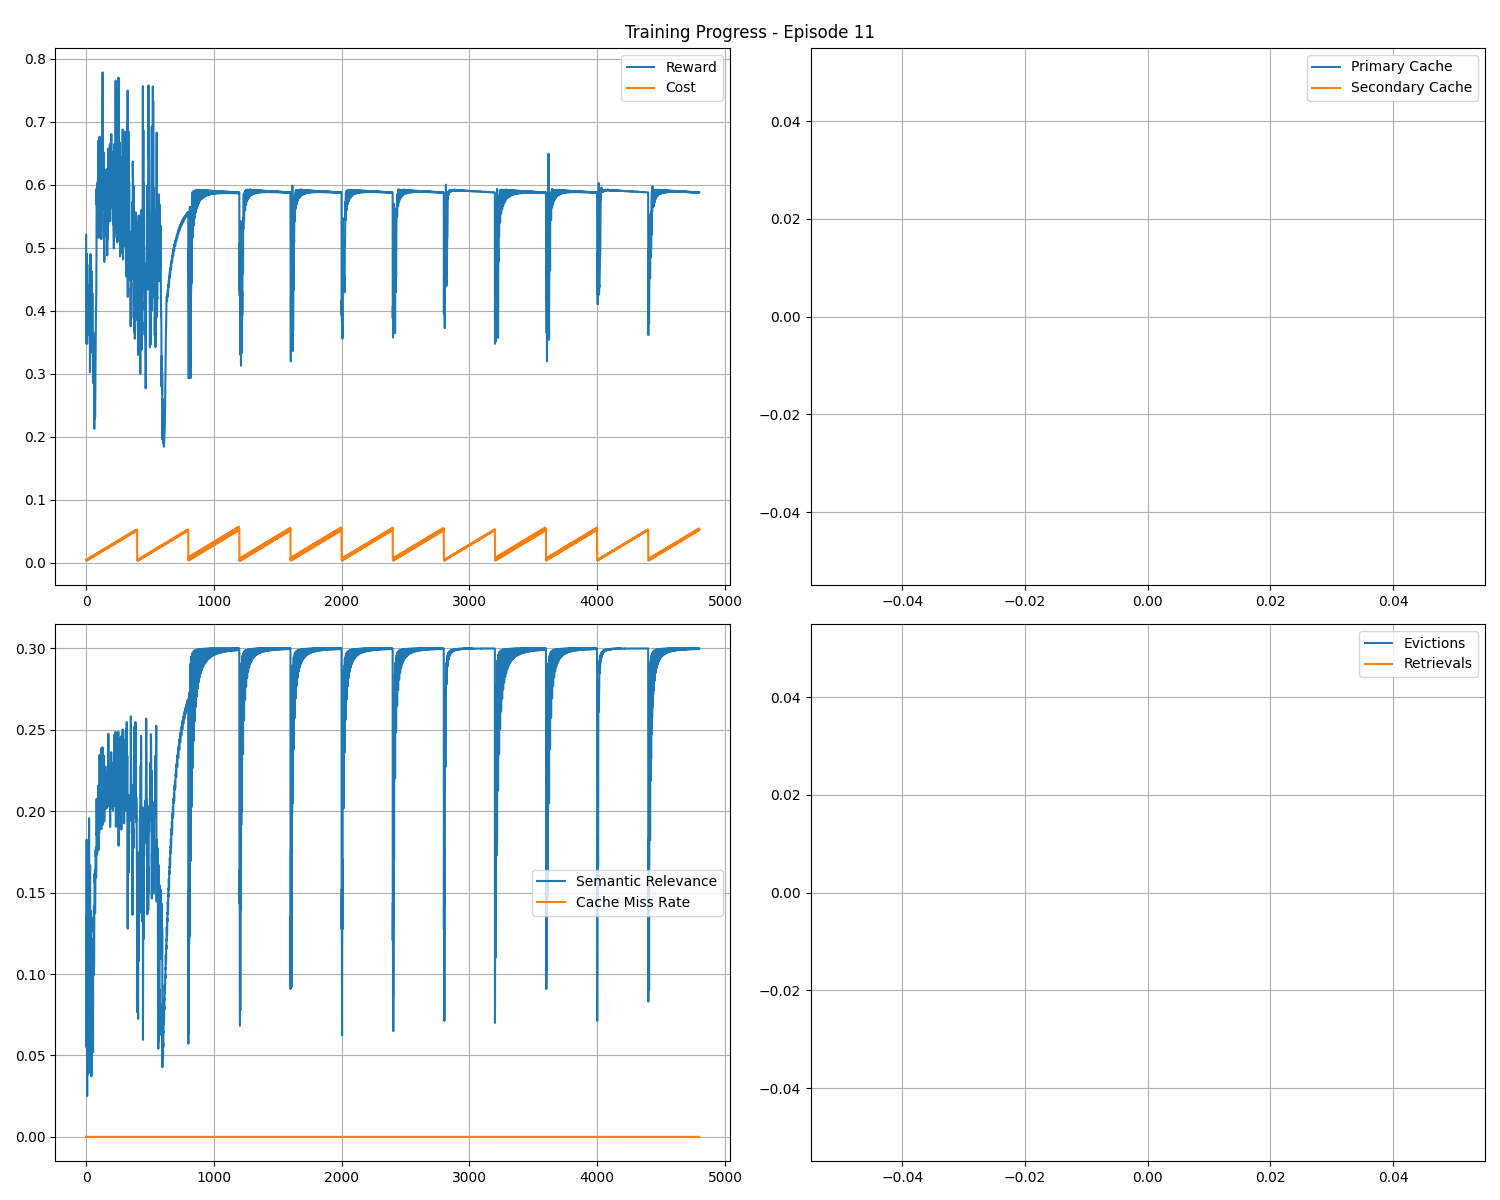 Training Progress - Episode 11
Reward
Cost
0.8
0.7
0.6
0.5
0.4
0.3
0.2
0.1
0.0
0 1000 2000 3000 4000 5000
Primary Cache
Secondary Cache
0.04
0.02
0.00
−0.02
−0.04
−0.04 −0.02 0.00 0.02 0.04
Semantic Relevance
Cache Miss Rate
0.30
0.25
0.20
0.15
0.10
0.05
0.00
0 1000 2000 3000 4000 5000
Evictions
Retrievals
0.04
0.02
0.00
−0.02
−0.04
−0.04 −0.02 0.00 0.02 0.04